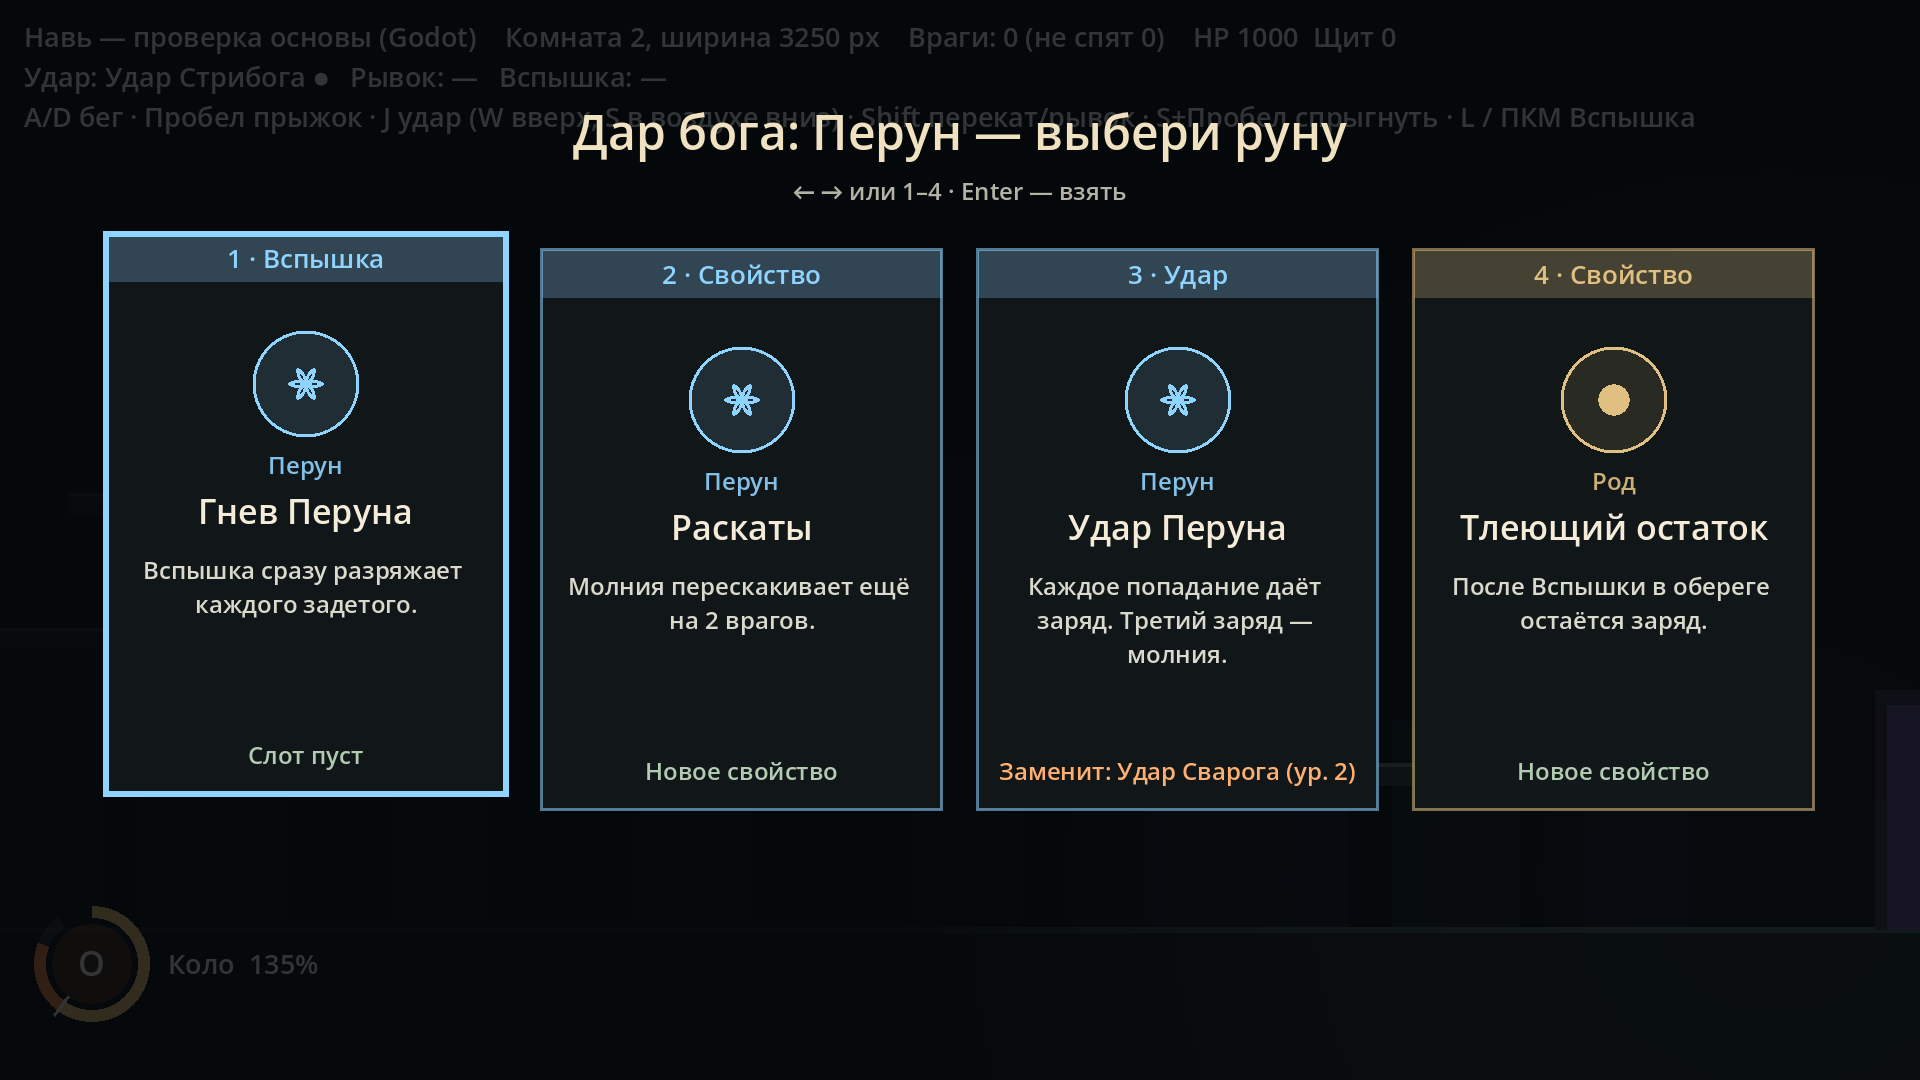 Навь — проверка основы (Godot) Комната 2, ширина 3250 px Враги: 0 (не спят 0) HP 1000 Щит 0
Удар: Удар Стрибога ● Рывок: — Вспышка: —
A/D бег · Пробел прыжок · J удар (W вверх, S в воздухе вниз) · Shift перекат/рывок · S+Пробел спрыгнуть · L / ПКМ Вспышка
Дар бога: Перун — выбери руну
← → или 1–4 · Enter — взять
1 · Вспышка
Перун
Гнев Перуна
Вспышка сразу разряжает
каждого задетого.
Слот пуст
2 · Свойство
Перун
Раскаты
Молния перескакивает ещё
на 2 врагов.
Новое свойство
3 · Удар
Перун
Удар Перуна
Каждое попадание даёт
заряд. Третий заряд —
молния.
Заменит: Удар Сварога (ур. 2)
4 · Свойство
Род
Тлеющий остаток
После Вспышки в обереге
остаётся заряд.
Новое свойство
О
Коло 135%